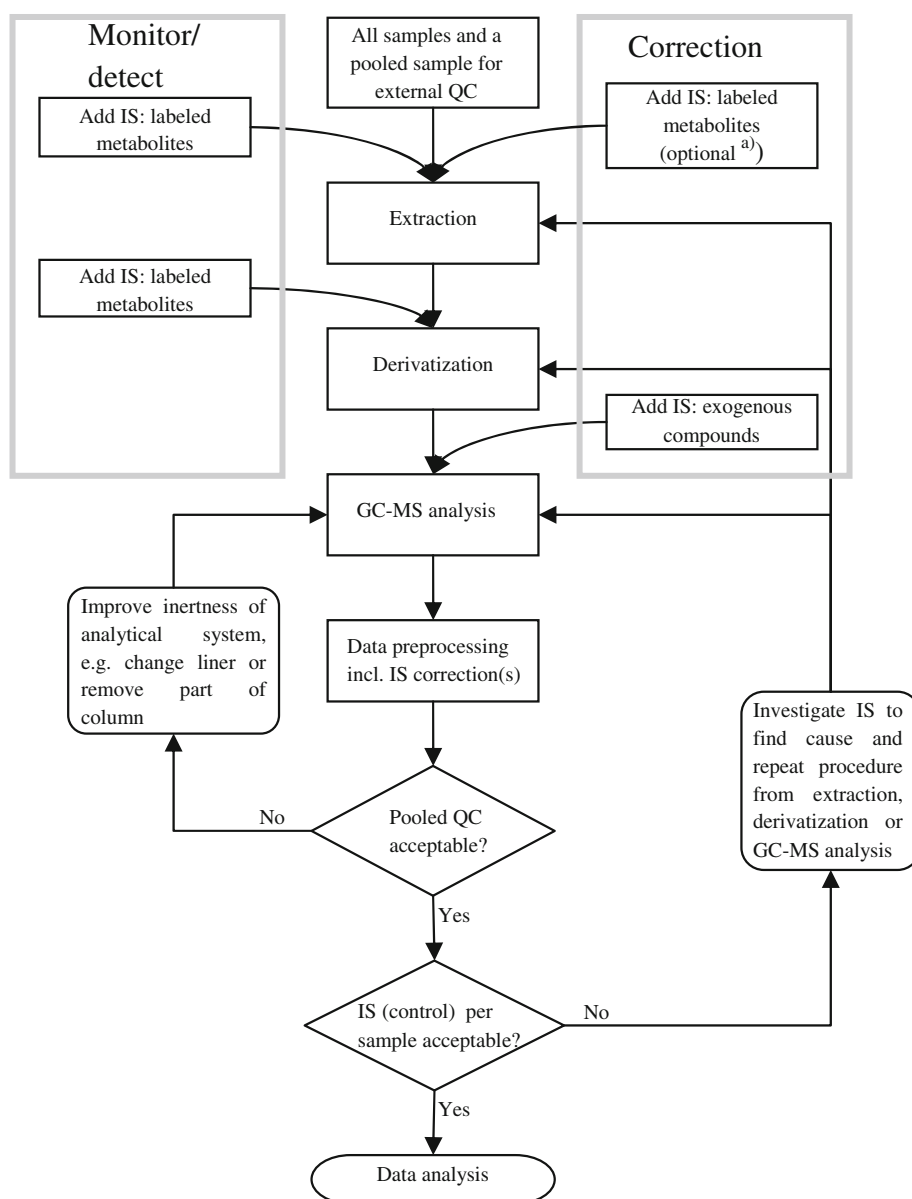 Monitor/
detect
All samples and a
pooled sample for
external QC
Correction
Add IS: labeled
metabolites
Add IS: labeled
metabolites
(optional a))
Extraction
Add IS: labeled
metabolites
Derivatization
Add IS: exogenous
compounds
GC-MS analysis
Improve inertness of
analytical system,
e.g. change liner or
remove part of
column
Data preprocessing
incl. IS correction(s)
Investigate IS to
find cause and
repeat procedure
from extraction,
derivatization or
GC-MS analysis
No
Pooled QC
acceptable?
Yes
IS (control) per
sample acceptable?
No
Yes
Data analysis